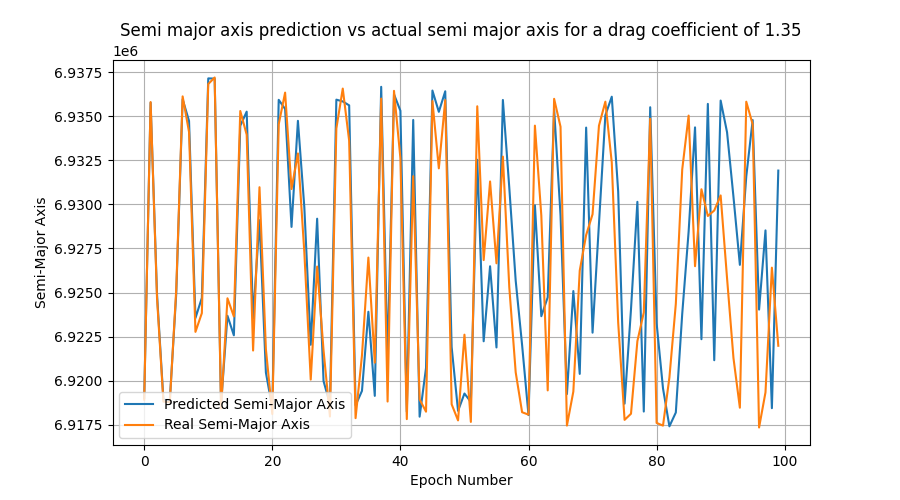 Semi major axis prediction vs actual semi major axis for a drag coefficient of 1.35
1e6
6.9375
6.9350
6.9325
6.9300
6.9275
6.9250
6.9225
6.9200
6.9175
Semi-Major Axis
Predicted Semi-Major Axis
Real Semi-Major Axis
0 20 40 60 80 100
Epoch Number